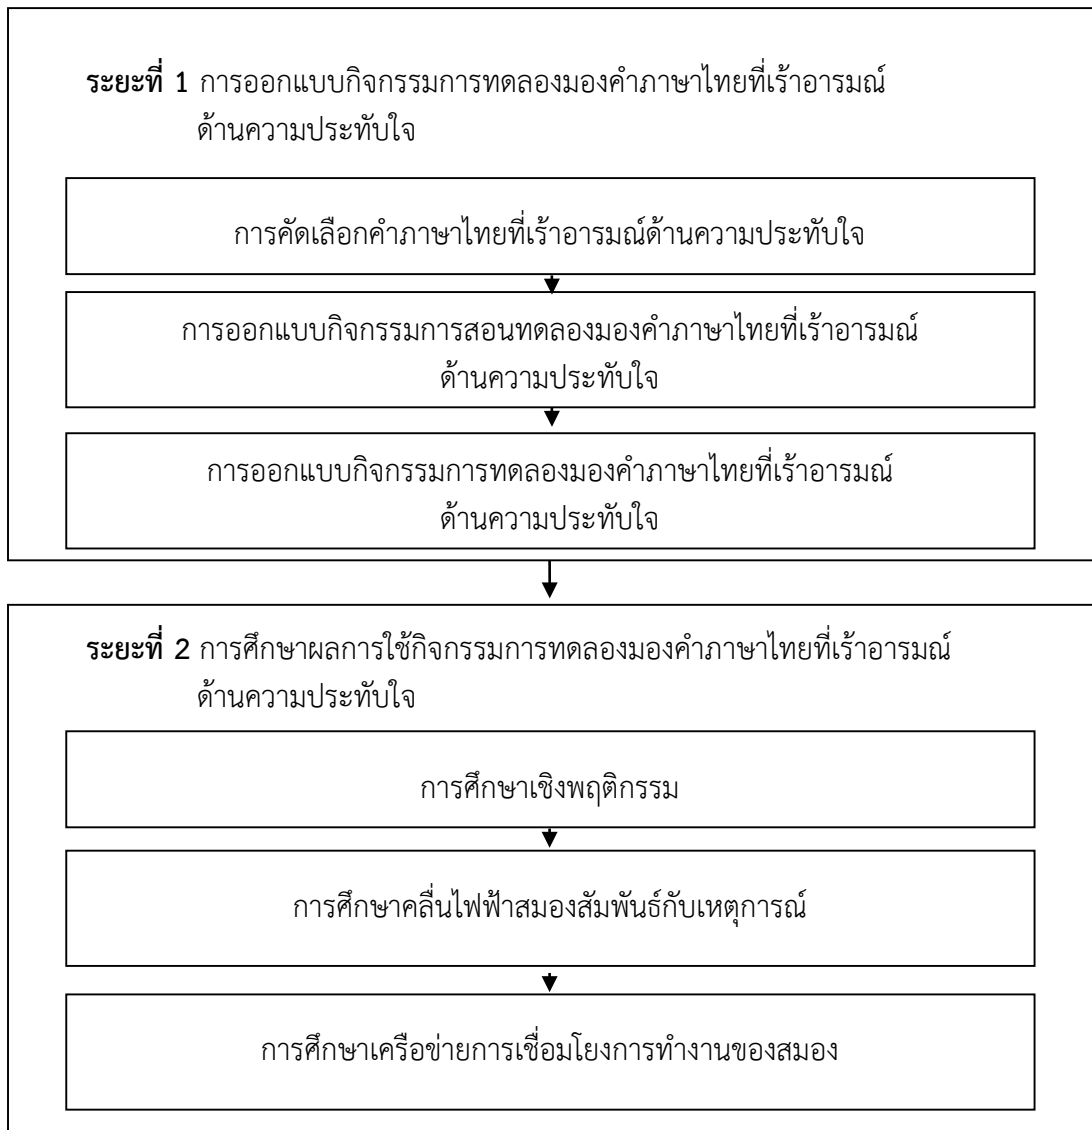 ระยะที่ 1 การออกแบบกิจกรรมการทดลองมองคำภาษาไทยที่เร้าอารมณ์
ด้านความประทับใจ
การคัดเลือกคำภาษาไทยที่เร้าอารมณ์ด้านความประทับใจ
การออกแบบกิจกรรมการสอนทดลองมองคำภาษาไทยที่เร้าอารมณ์
ด้านความประทับใจ
การออกแบบกิจกรรมการทดลองมองคำภาษาไทยที่เร้าอารมณ์
ด้านความประทับใจ
ระยะที่ 2 การศึกษาผลการใช้กิจกรรมการทดลองมองคำภาษาไทยที่เร้าอารมณ์
ด้านความประทับใจ
การศึกษาเชิงพฤติกรรม
การศึกษาคลื่นไฟฟ้าสมองสัมพันธ์กับเหตุการณ์
การศึกษาเครือข่ายการเชื่อมโยงการทำงานของสมอง